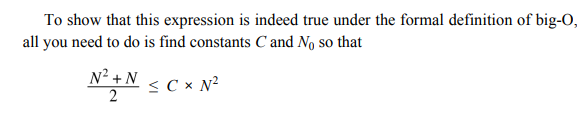 To show that this expression is indeed true under the formal definition of big-O,
all you need to do is find constants C and N₀ so that
N² + N
2
≤ C × N²